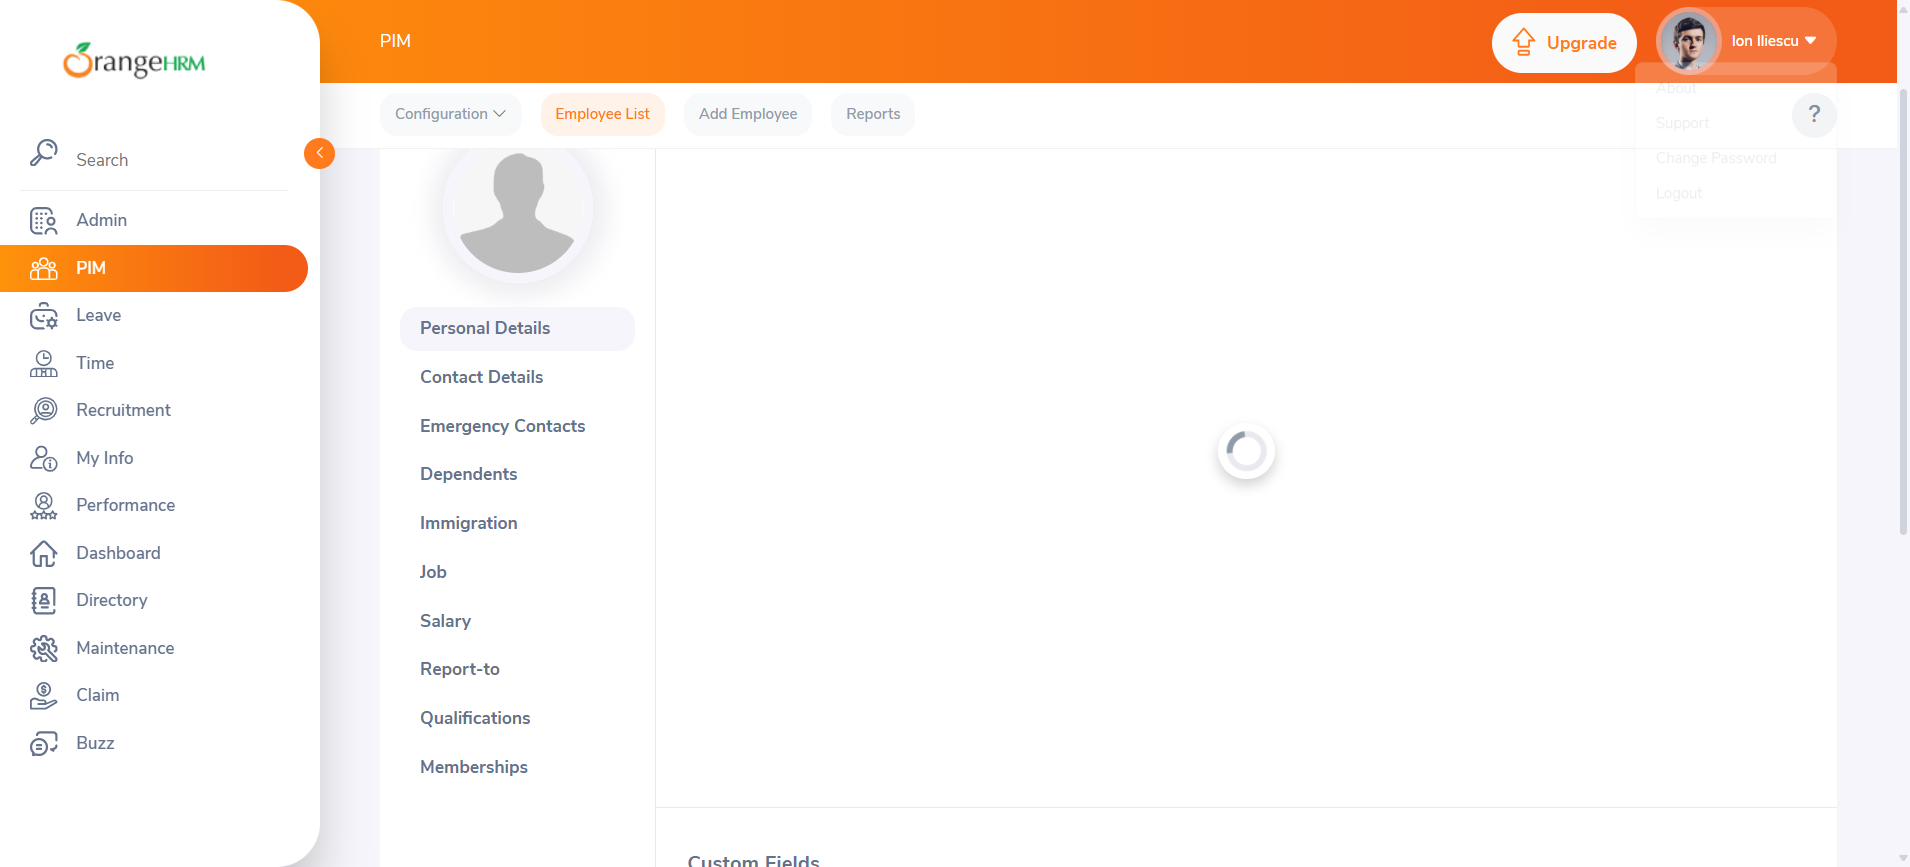 OrangeHRM
PIM
Upgrade
Ion Iliescu
About
Support
Change Password
Logout
Configuration
Employee List
Add Employee
Reports
?
Search
Admin
PIM
Leave
Time
Recruitment
My Info
Performance
Dashboard
Directory
Maintenance
Claim
Buzz
Personal Details
Contact Details
Emergency Contacts
Dependents
Immigration
Job
Salary
Report-to
Qualifications
Memberships
Custom Fields